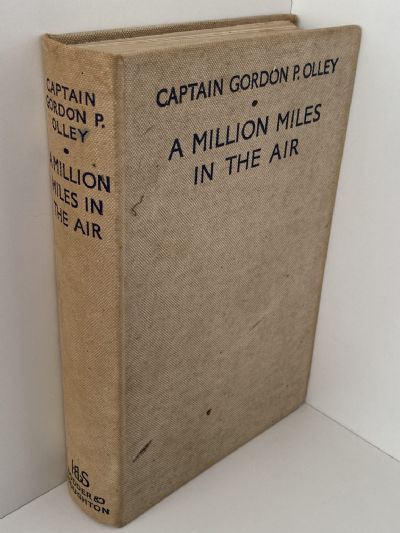 CAPTAIN
GORDON P.
OLLEY
•
A MILLION
MILES IN
THE AIR
H&S
HODDER &
STOUGHTON
CAPTAIN GORDON P. OLLEY
•
A MILLION MILES
IN THE AIR